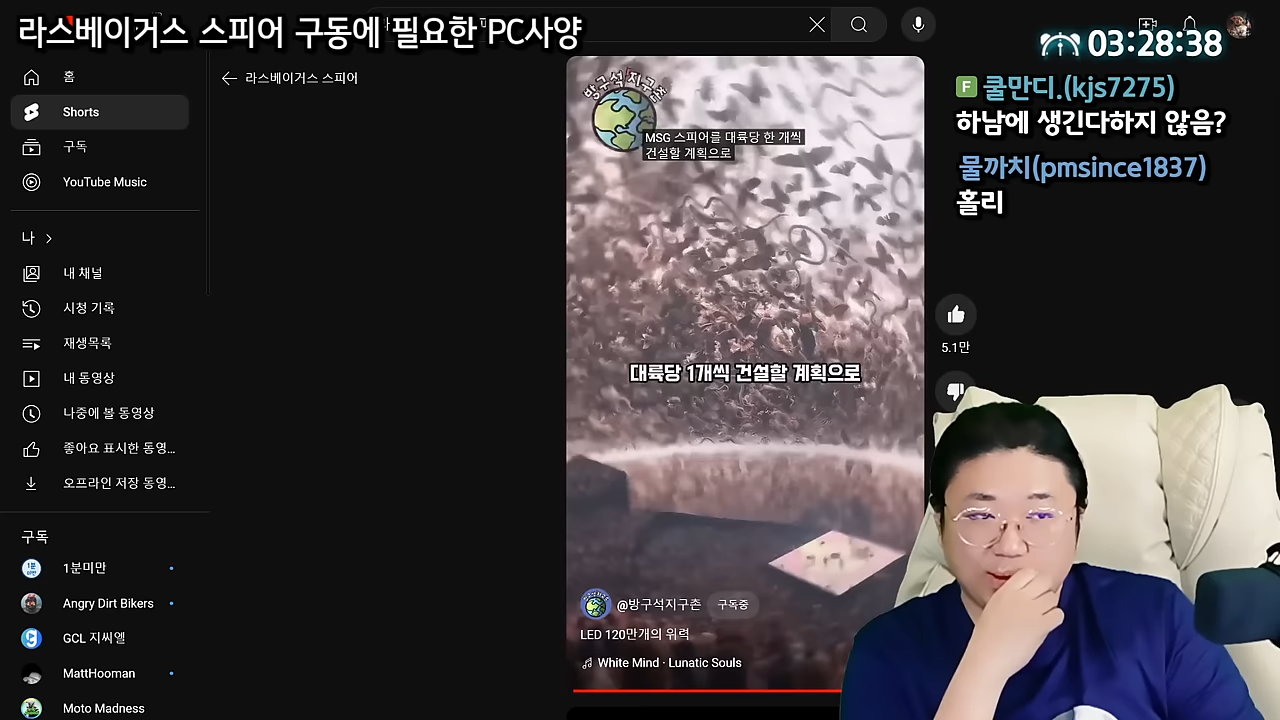 라스베이거스 스피어 구동에 필요한 PC사양
03:28:38
홈
Shorts
구독
YouTube Music
나
내 채널
시청 기록
재생목록
내 동영상
나중에 볼 동영상
좋아요 표시한 동영...
오프라인 저장 동영...
구독
1분미만
Angry Dirt Bikers
GCL 지씨엘
MattHooman
Moto Madness
라스베이거스 스피어
방구석 지구촌
MSG 스피어를 대륙당 한 개씩
건설할 계획으로
대륙당 1개씩 건설할 계획으로
@방구석지구촌
구독중
LED 120만개의 위력
White Mind · Lunatic Souls
F 쿨만디.(kjs7275)
하남에 생긴다하지 않음?
물까치(pmsince1837)
홀리
5.1만